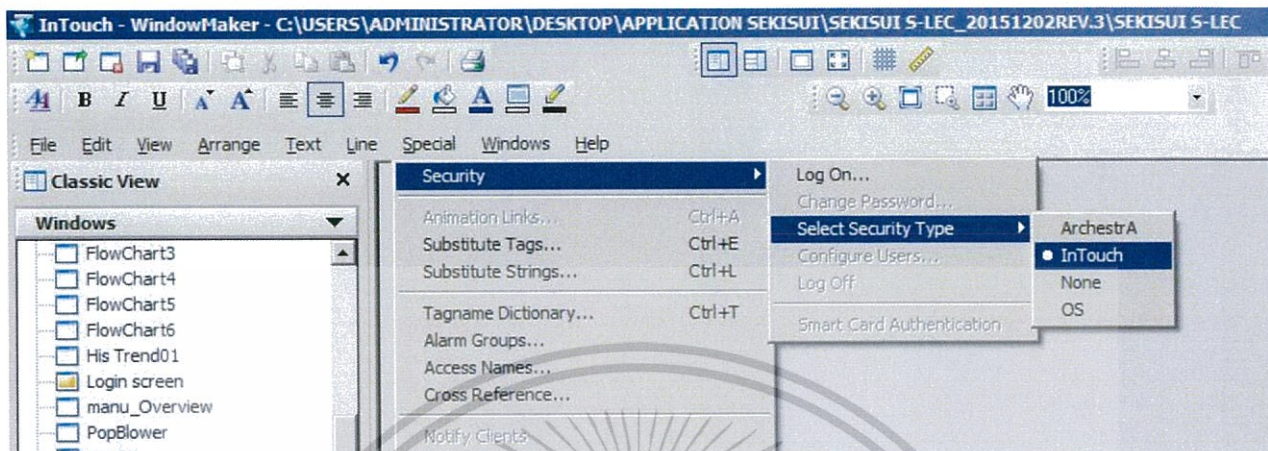 InTouch - WindowMaker - C:\USERS\ADMINISTRATOR\DESKTOP\APPLICATION SEKISUI\SEKISUI S-LEC_20151202REV.3\SEKISUI S-LEC
100%
File Edit View Arrange Text Line Special Windows Help
Classic View
Windows
FlowChart3
FlowChart4
FlowChart5
FlowChart6
His Trend01
Login screen
manu_Overview
PopBlower
Security
Animation Links... Ctrl+A
Substitute Tags... Ctrl+E
Substitute Strings... Ctrl+L
Tagname Dictionary... Ctrl+T
Alarm Groups...
Access Names...
Cross Reference...
Notify Clients
Log On...
Change Password...
Select Security Type
Configure Users...
Log Off
Smart Card Authentication
ArchestrA
InTouch
None
OS